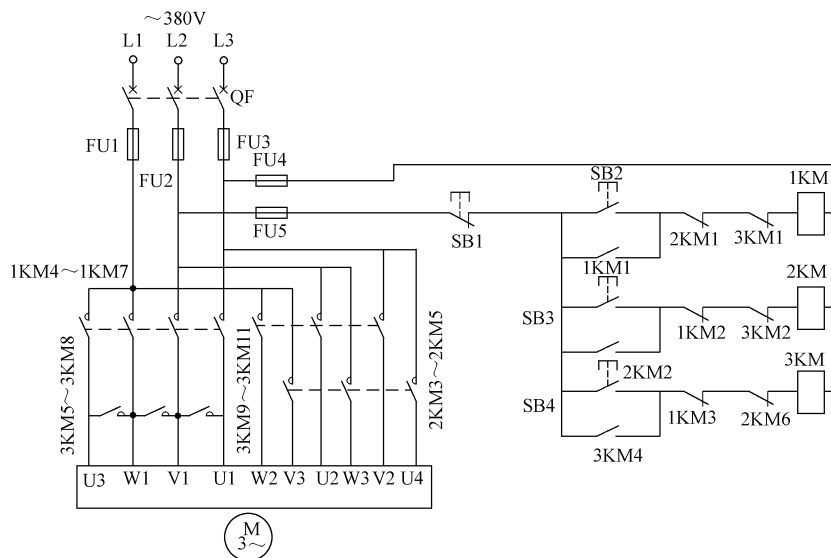 ～380V
L1 L2 L3
QF
FU1
FU3
FU2
FU4
FU5
SB1
SB2
1KM
1KM1
2KM1
3KM1
1KM4～1KM7
2KM
SB3
1KM2
3KM2
2KM2
3KM
SB4
1KM3
2KM6
3KM4
3KM5～3KM8
3KM9～3KM11
2KM3～2KM5
U3 W1 V1 U1 W2 V3 U2 W3 V2 U4
M
3～